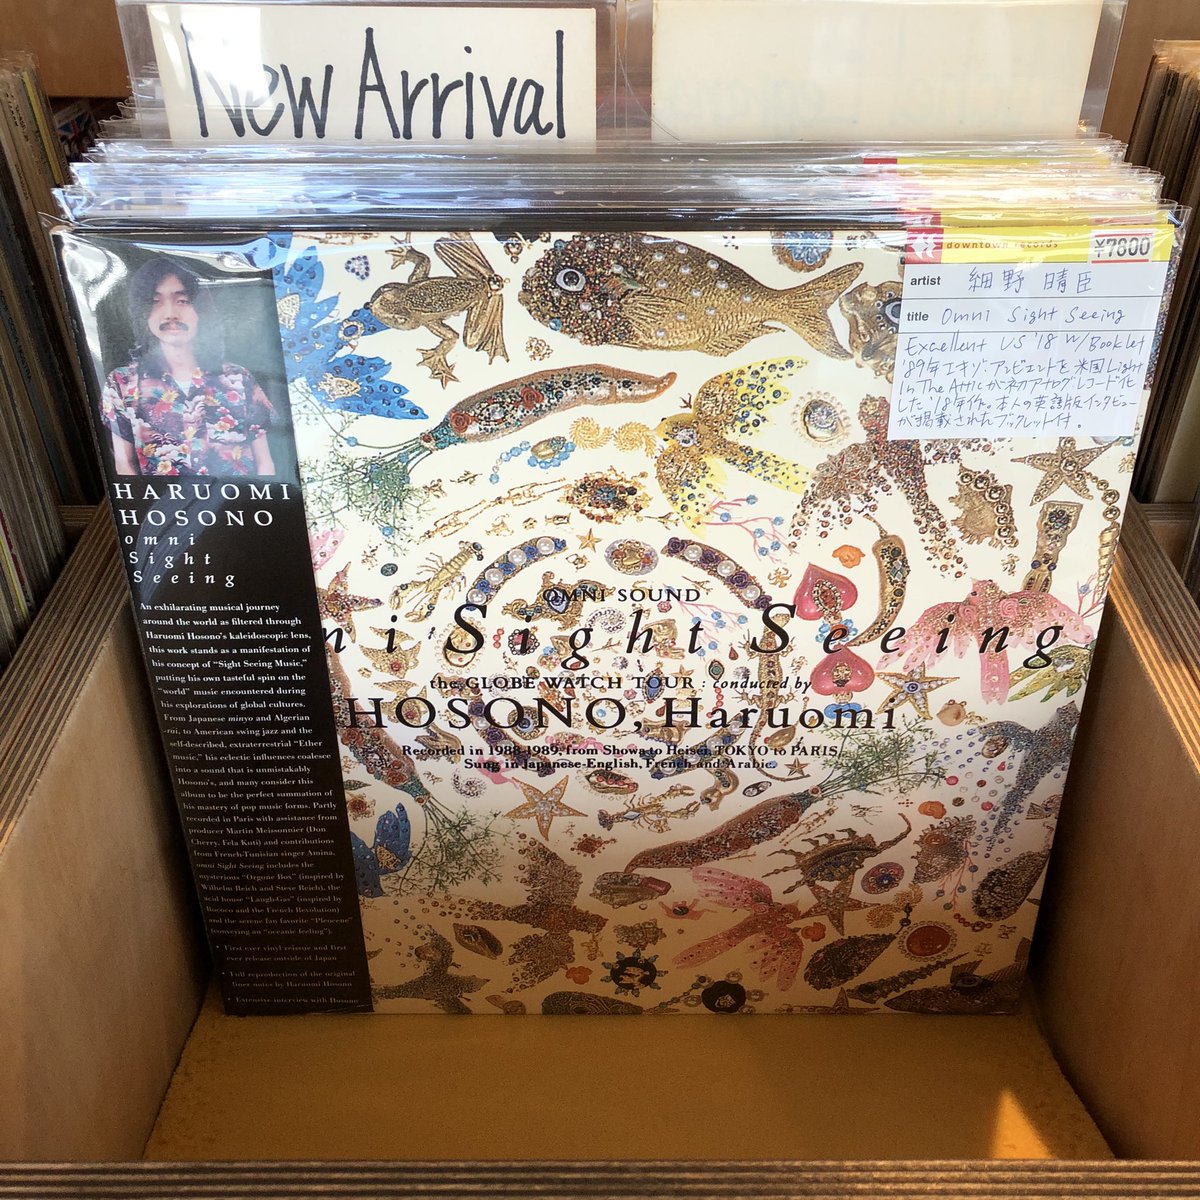 New Arrival
downtown records
¥7800
artist 細野晴臣
title Omni Sight Seeing
Excellent US '18 w/Booklet
'89年エキゾ・アンビエントを米国Light
In The Atticが初アナログレコード化
した'18年作。本人の英語版インタビュー
が掲載されたブックレット付。
HARUOMI
HOSONO
omni
Sight
Seeing
An exhilarating musical journey
around the world as filtered through
Haruomi Hosono's kaleidoscopic lens,
this work stands as a manifestation of
his concept of "Sight Seeing Music,"
putting his own tasteful spin on the
"world" music encountered during
his explorations of global cultures.
From Japanese minyo and Algerian
rai, to American swing jazz and the
self-described, extraterrestrial "Ether
music," his eclectic influences coalesce
into a sound that is unmistakably
Hosono's, and many consider this
album to be the perfect summation of
his mastery of pop music forms. Partly
recorded in Paris with assistance from
producer Martin Meissonnier (Don
Cherry, Fela Kuti) and contributions
from French-Tunisian singer Amina,
omni Sight Seeing includes the
mysterious "Orgone Box" (inspired by
Wilhelm Reich and Steve Reich), the
acid house "Laugh-Gas" (inspired by
Rococo and the French Revolution)
and the serene fan favorite "Pleocene"
(conveying an "oceanic feeling").
• First ever vinyl reissue and first
ever release outside of Japan
• Full reproduction of the original
liner notes by Haruomi Hosono
• Extensive interview with Hosono
OMNI SOUND
ni Sight Seeing
the GLOBE WATCH TOUR : conducted by
HOSONO, Haruomi
Recorded in 1988-1989, from Showa to Heisei, TOKYO to PARIS
Sung in Japanese-English, French and Arabic.